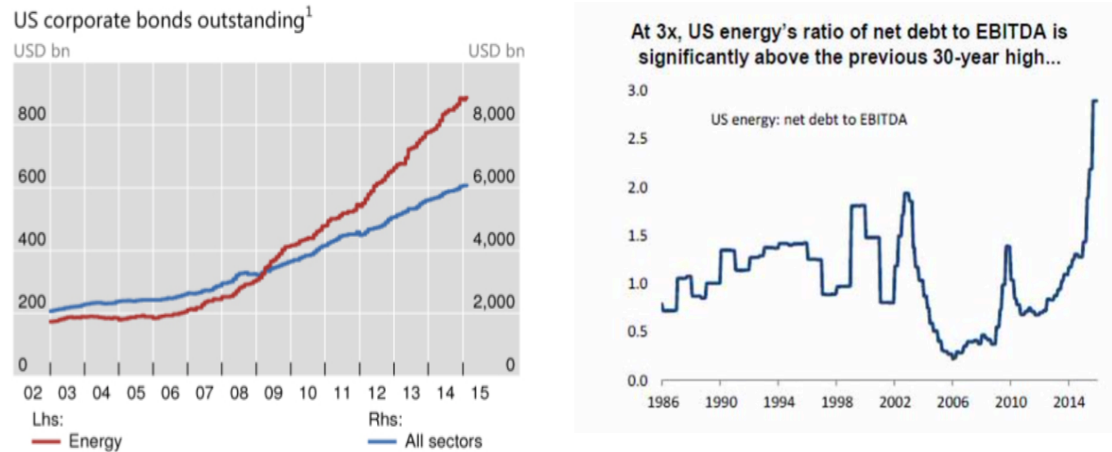 US corporate bonds outstanding1
USD bn
USD bn
800
8,000
600
6,000
400
4,000
200
2,000
0
0
02 03 04 05 06 07 08 09 10 11 12 13 14 15
Lhs:
Energy
Rhs:
All sectors
At 3x, US energy's ratio of net debt to EBITDA is
significantly above the previous 30-year high...
US energy: net debt to EBITDA
3.0
2.5
2.0
1.5
1.0
0.5
0.0
1986 1990 1994 1998 2002 2006 2010 2014